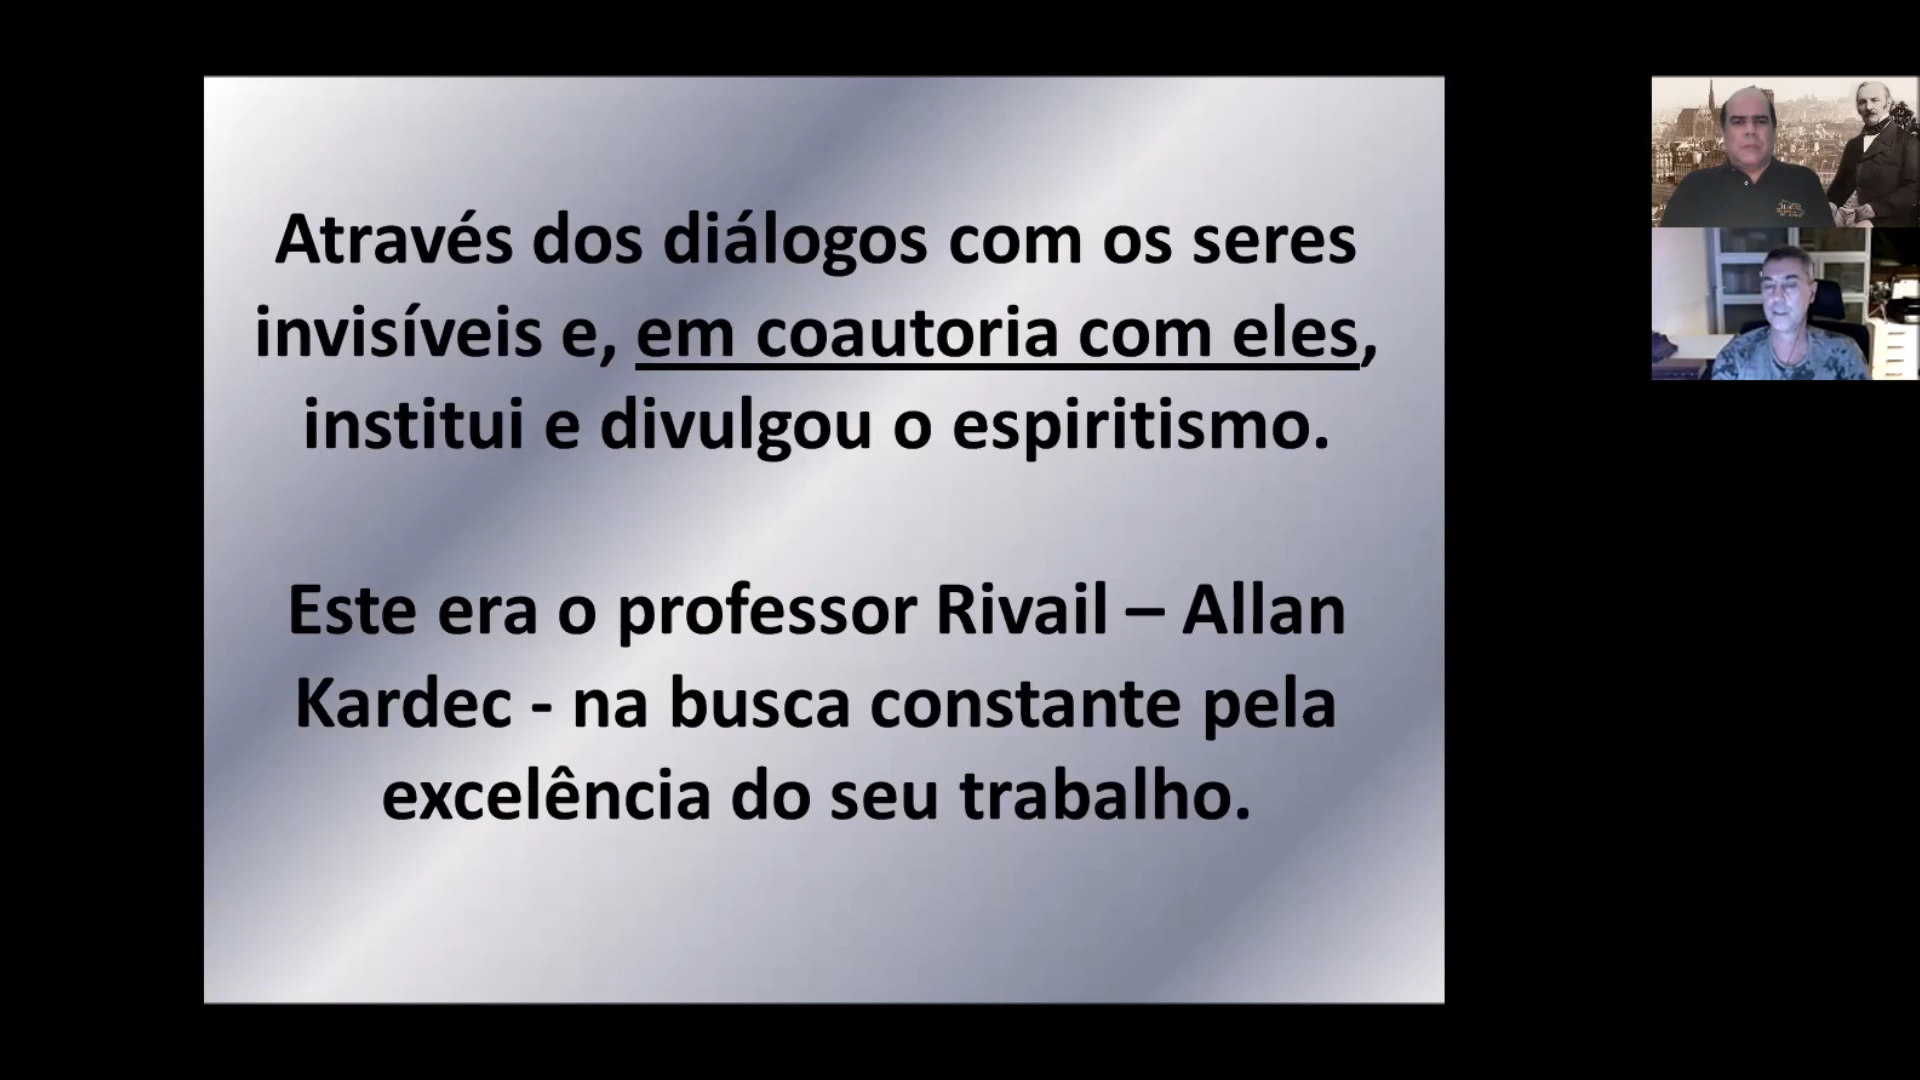 Através dos diálogos com os seres
invisíveis e, em coautoria com eles,
institui e divulgou o espiritismo.
Este era o professor Rivail – Allan
Kardec - na busca constante pela
excelência do seu trabalho.